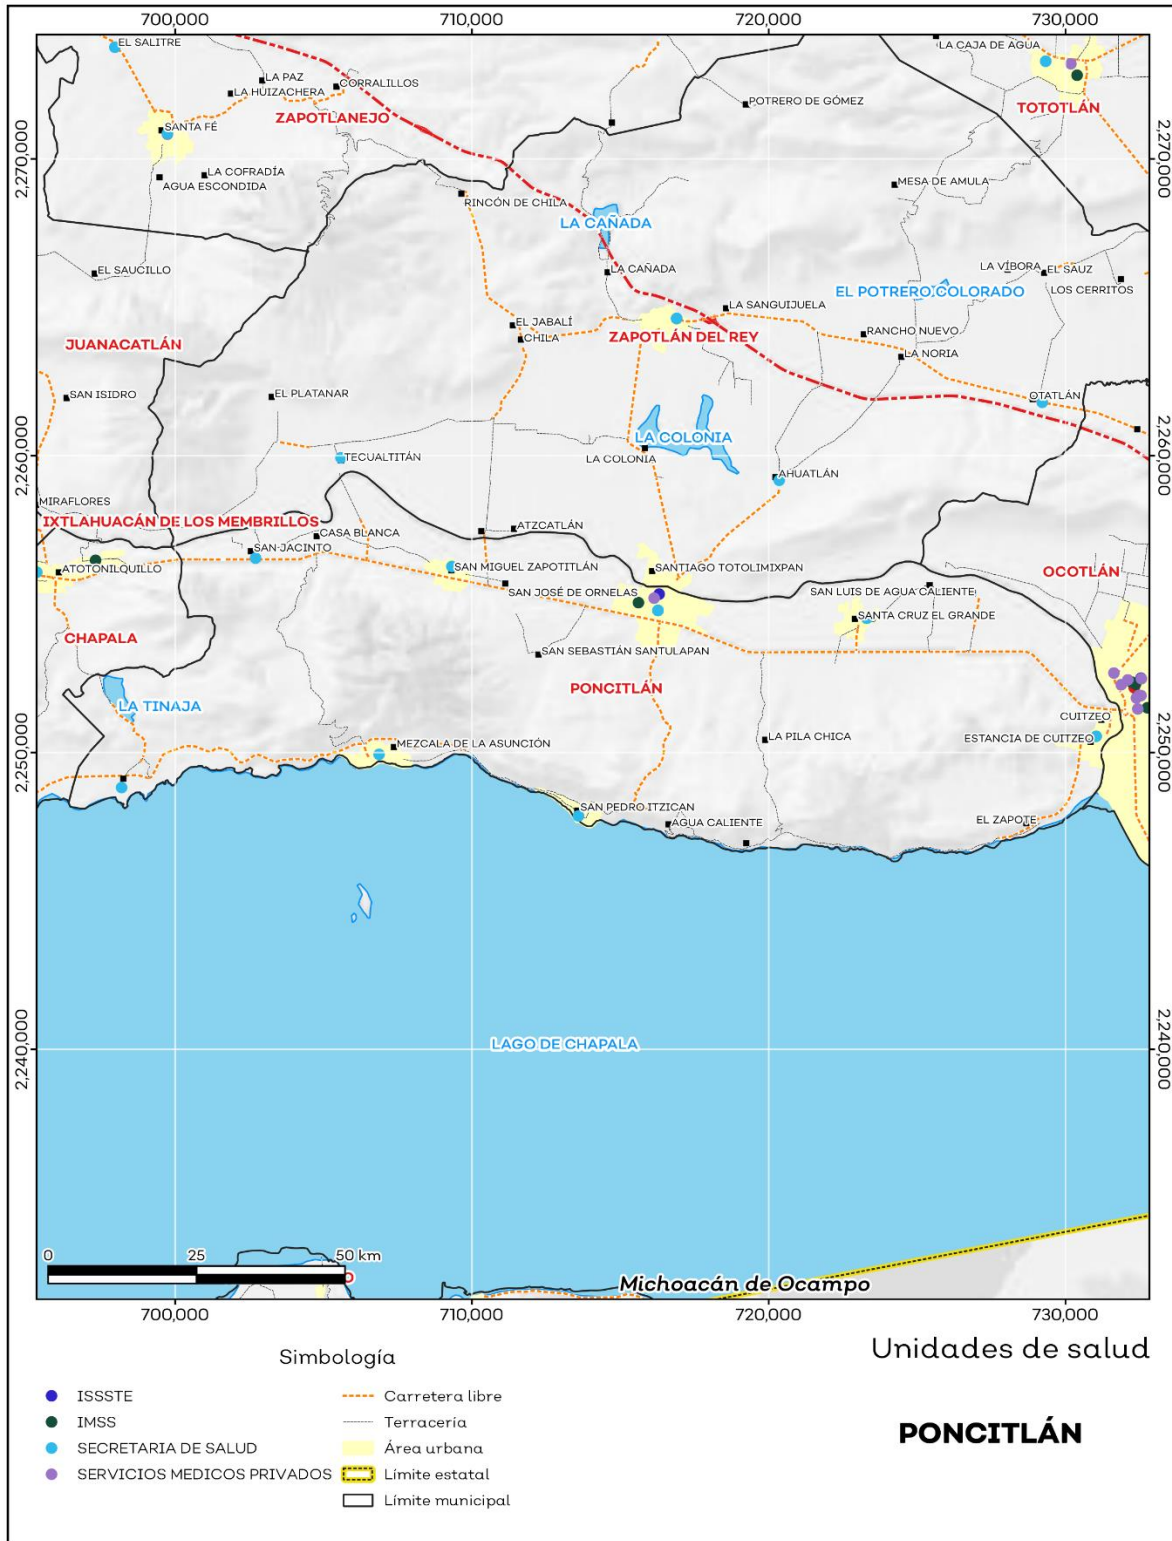 700,000
710,000
720,000
730,000
EL SALITRE
LA CAJA DE AGUA
LA PAZ
CORRALILLOS
LA HUIZACHERA
POTRERO DE GÓMEZ
TOTOTLÁN
ZAPOTLANEJO
SANTA FÉ
2,270,000
2,270,000
LA COFRADÍA
AGUA ESCONDIDA
MESA DE AMULA
RINCÓN DE CHILA
LA CAÑADA
EL SAUCILLO
LA CAÑADA
LA VÍBORA
EL SAUZ
LOS CERRITOS
EL POTRERO COLORADO
LA SANGUIJUELA
EL JABALÍ
CHILA
ZAPOTLÁN DEL REY
RANCHO NUEVO
JUANACATLÁN
LA NORIA
SAN ISIDRO
EL PLATANAR
OTATLÁN
LA COLONIA
LA COLONIA
2,260,000
2,260,000
TECUALTITÁN
AHUATLÁN
MIRAFLORES
IXTLAHUACÁN DE LOS MEMBRILLOS
CASA BLANCA
ATZCATLÁN
SAN JACINTO
ATOTONILQUILLO
SAN MIGUEL ZAPOTITLÁN
SANTIAGO TOTOLIMIXPAN
OCOTLÁN
SAN JOSÉ DE ORNELAS
SAN LUIS DE AGUA CALIENTE
SANTA CRUZ EL GRANDE
CHAPALA
SAN SEBASTIÁN SANTULAPAN
PONCITLÁN
LA TINAJA
CUITZEO
LA PILA CHICA
ESTANCIA DE CUITZEO
MEZCALA DE LA ASUNCIÓN
2,250,000
2,250,000
SAN PEDRO ITZICAN
AGUA CALIENTE
EL ZAPOTE
LAGO DE CHAPALA
2,240,000
2,240,000
0 25 50 km
Michoacán de Ocampo
700,000
710,000
720,000
730,000
Simbología
Unidades de salud
PONCITLÁN
ISSSTE
IMSS
SECRETARIA DE SALUD
SERVICIOS MEDICOS PRIVADOS
Carretera libre
Terracería
Área urbana
Límite estatal
Límite municipal